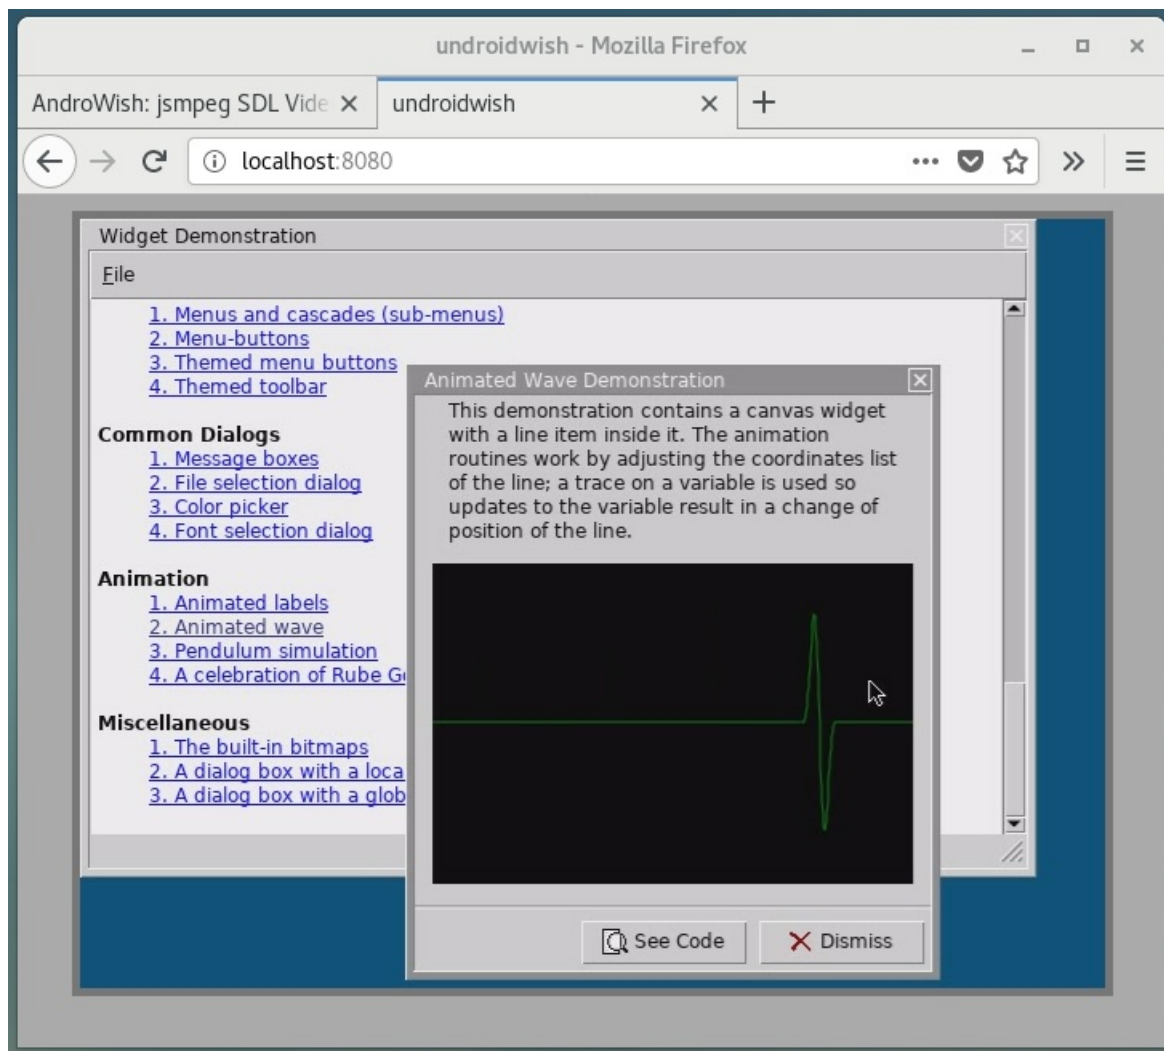 undroidwish - Mozilla Firefox
AndroWish: jsmpeg SDL Vide
undroidwish
localhost:8080
Widget Demonstration
File
1. Menus and cascades (sub-menus)
2. Menu-buttons
3. Themed menu buttons
4. Themed toolbar
Common Dialogs
1. Message boxes
2. File selection dialog
3. Color picker
4. Font selection dialog
Animation
1. Animated labels
2. Animated wave
3. Pendulum simulation
4. A celebration of Rube G
Miscellaneous
1. The built-in bitmaps
2. A dialog box with a loca
3. A dialog box with a glob
Animated Wave Demonstration
This demonstration contains a canvas widget
with a line item inside it. The animation
routines work by adjusting the coordinates list
of the line; a trace on a variable is used so
updates to the variable result in a change of
position of the line.
See Code
Dismiss